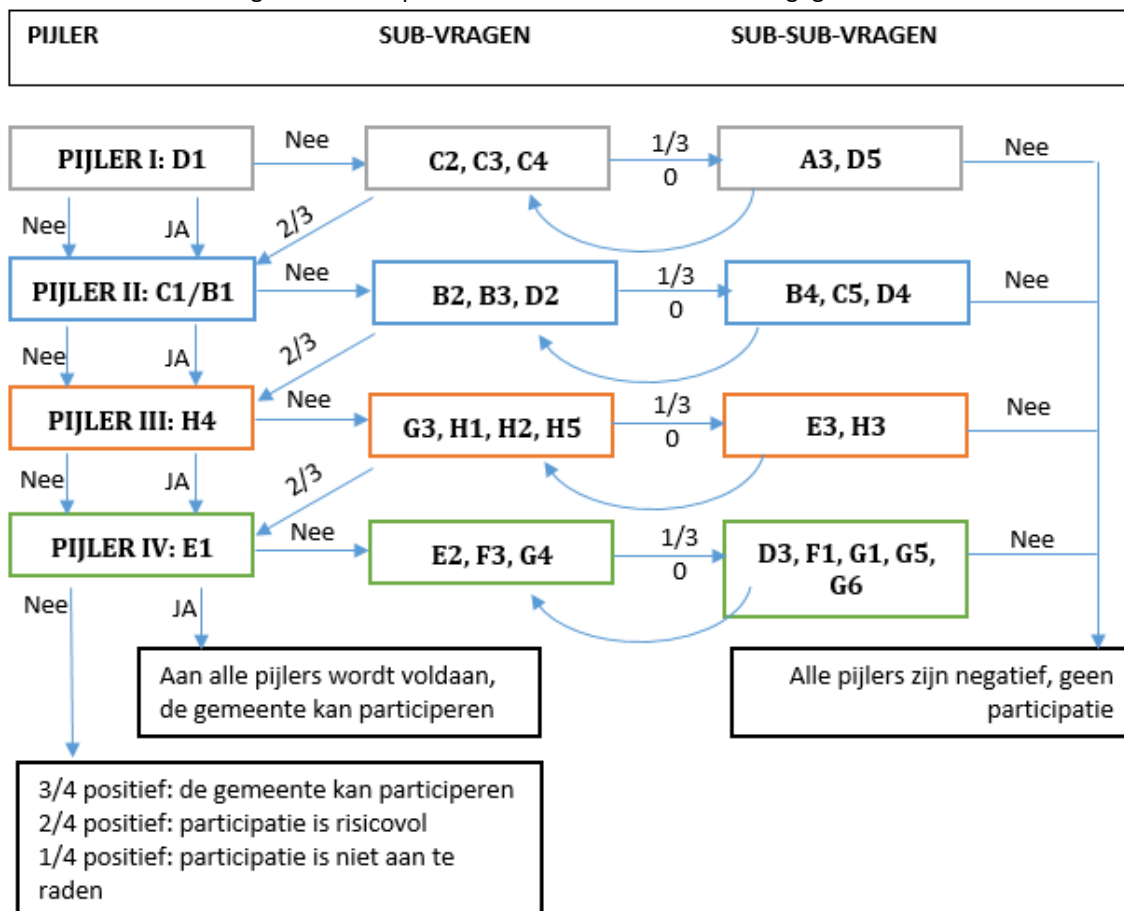 PIJLER SUB-VRAGEN SUB-SUB-VRAGEN
PIJLER I: D1
Nee
C2, C3, C4
1/3
0
A3, D5
Nee
Nee
JA
2/3
PIJLER II: C1/B1
Nee
B2, B3, D2
1/3
0
B4, C5, D4
Nee
Nee
JA
2/3
PIJLER III: H4
Nee
G3, H1, H2, H5
1/3
0
E3, H3
Nee
Nee
JA
2/3
PIJLER IV: E1
Nee
E2, F3, G4
1/3
0
D3, F1, G1, G5,
G6
Nee
Nee
JA
Aan alle pijlers wordt voldaan,
de gemeente kan participeren
Alle pijlers zijn negatief, geen
participatie
3/4 positief: de gemeente kan participeren
2/4 positief: participatie is risicovol
1/4 positief: participatie is niet aan te
raden